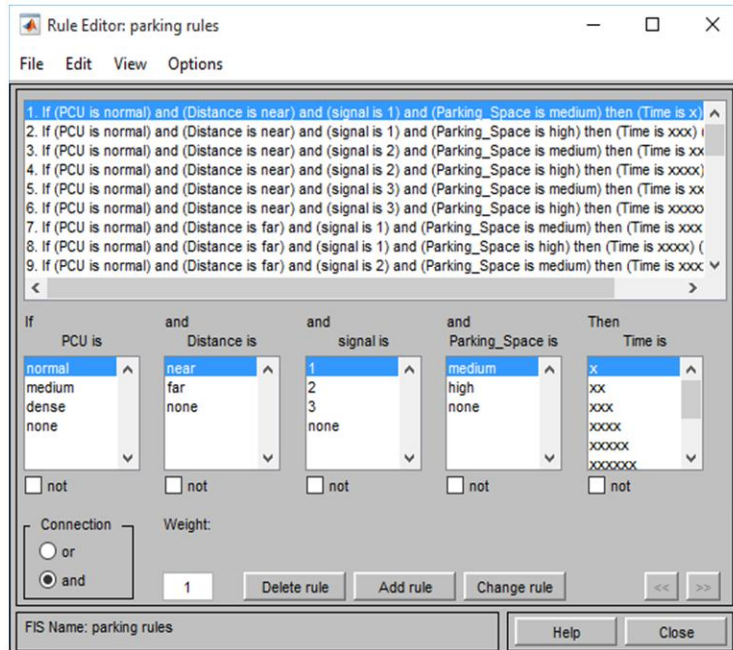 Rule Editor: parking rules
File Edit View Options
1. If (PCU is normal) and (Distance is near) and (signal is 1) and (Parking_Space is medium) then (Time is x)
2. If (PCU is normal) and (Distance is near) and (signal is 1) and (Parking_Space is high) then (Time is xxx) (
3. If (PCU is normal) and (Distance is near) and (signal is 2) and (Parking_Space is medium) then (Time is xx
4. If (PCU is normal) and (Distance is near) and (signal is 2) and (Parking_Space is high) then (Time is xxxx)
5. If (PCU is normal) and (Distance is near) and (signal is 3) and (Parking_Space is medium) then (Time is xx
6. If (PCU is normal) and (Distance is near) and (signal is 3) and (Parking_Space is high) then (Time is xxxxx
7. If (PCU is normal) and (Distance is far) and (signal is 1) and (Parking_Space is medium) then (Time is xxx
8. If (PCU is normal) and (Distance is far) and (signal is 1) and (Parking_Space is high) then (Time is xxxx) (
9. If (PCU is normal) and (Distance is far) and (signal is 2) and (Parking_Space is medium) then (Time is xxx
If and and and Then
PCU is Distance is signal is Parking_Space is Time is
normal near 1 medium x
medium far 2 high xx
dense none 3 none xxx
none none xxxx
xxxxx
xxxxxx
not not not not not
Connection Weight:
or
and 1 Delete rule Add rule Change rule << >>
FIS Name: parking rules Help Close